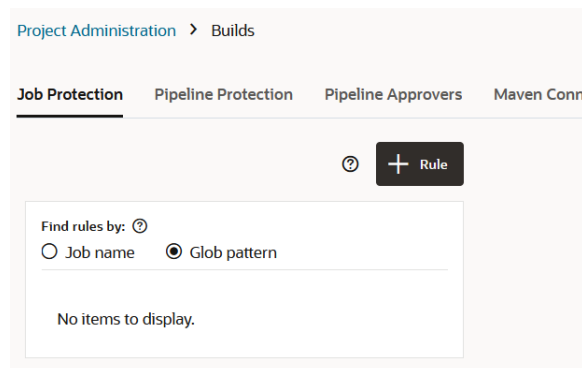 Project Administration > Builds
Job Protection Pipeline Protection Pipeline Approvers Maven Conn
+ Rule
Find rules by:
Job name Glob pattern
No items to display.